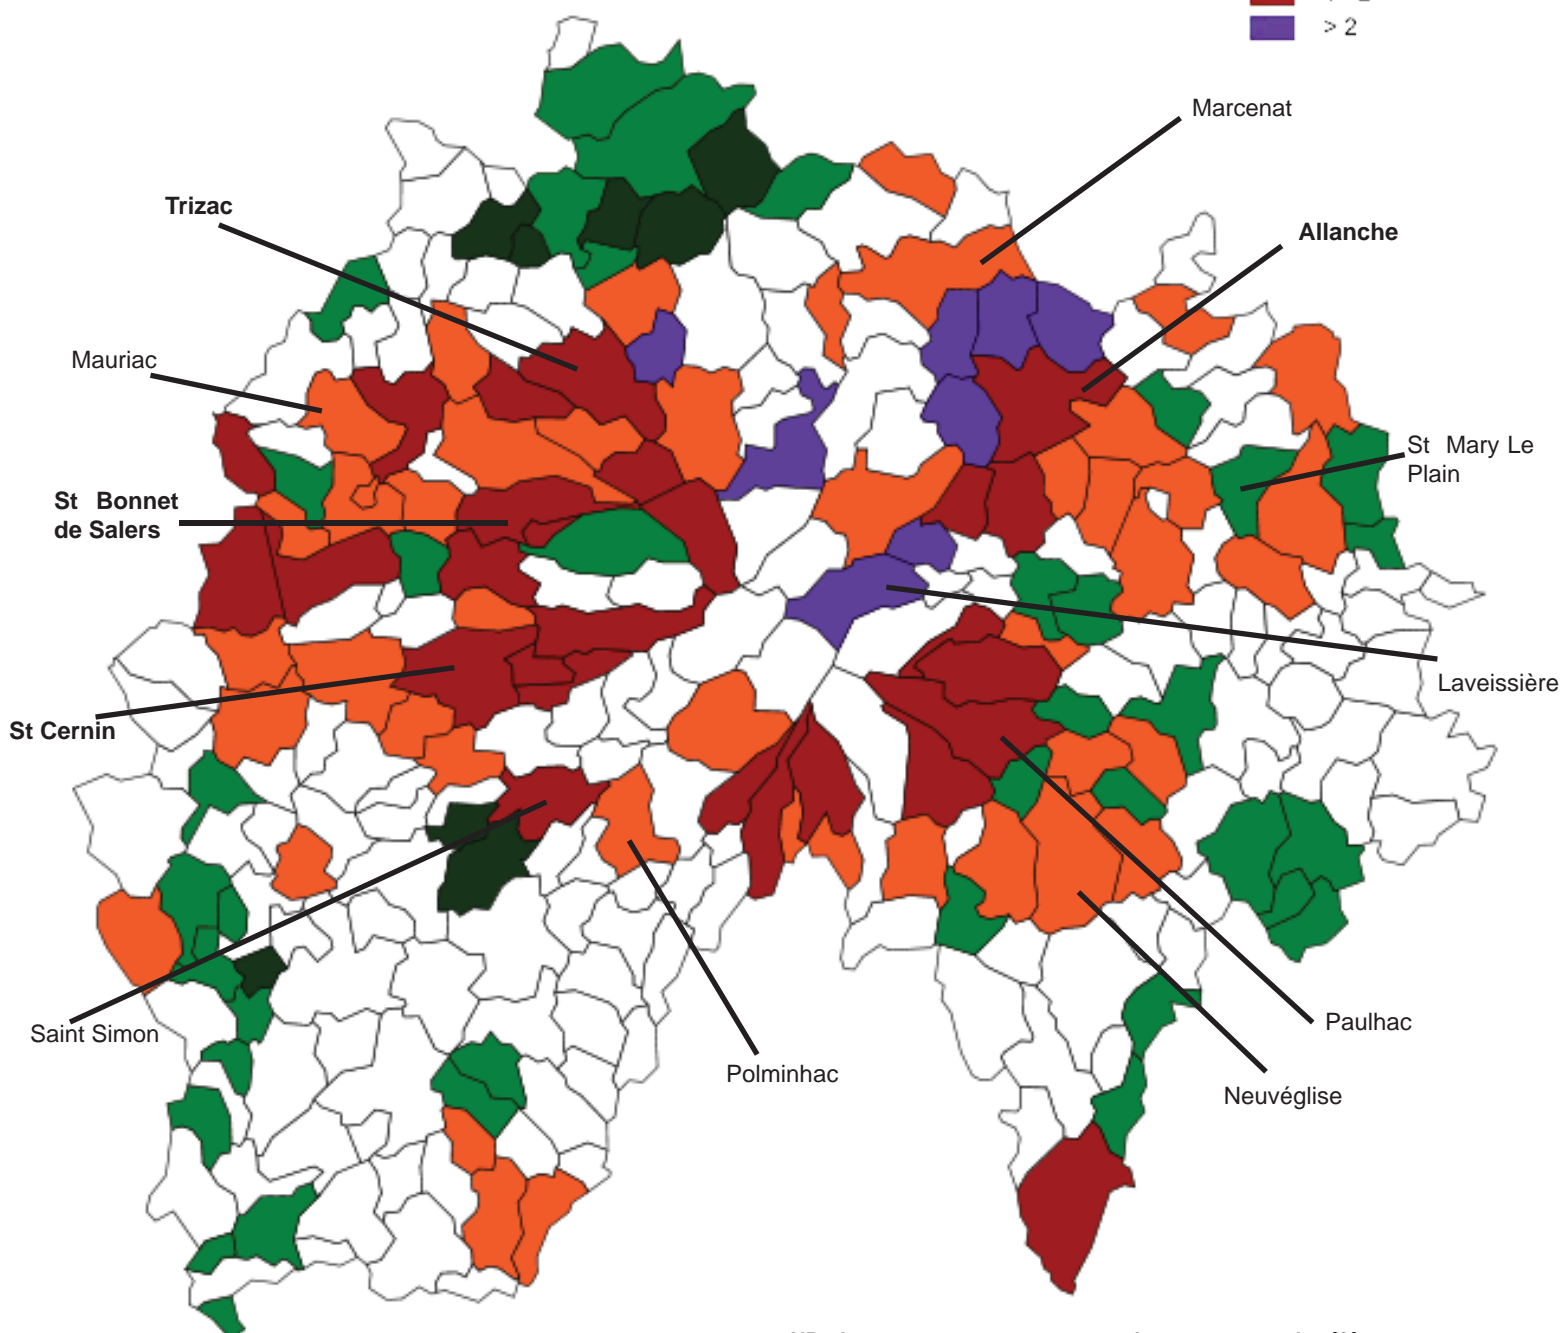 > 2
Marcenat
Trizac
Allanche
Mauriac
St Mary Le
Plain
St Bonnet
de Salers
Laveissière
St Cernin
Saint Simon
Paulhac
Polminhac
Neuvéglise